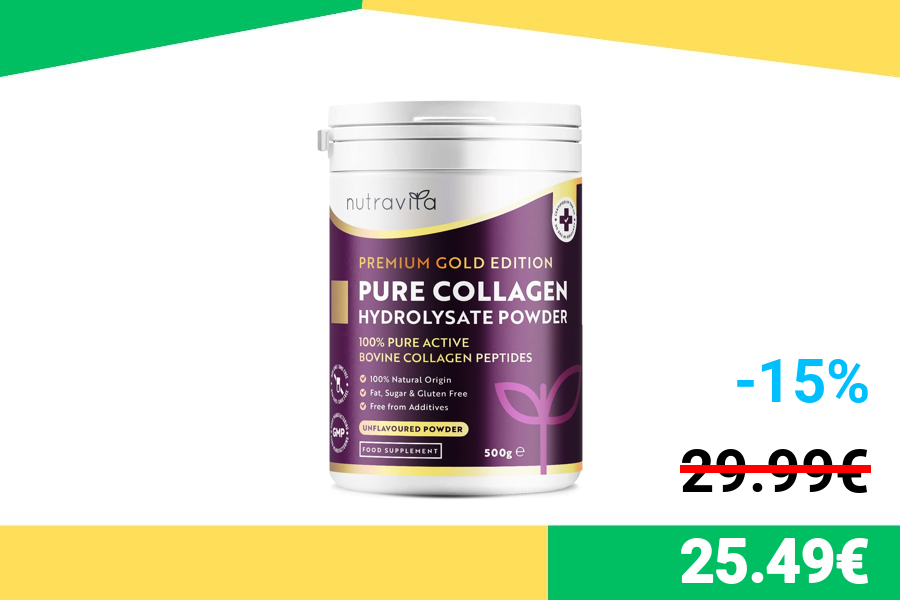 nutravita
PREMIUM GOLD EDITION
PURE COLLAGEN
HYDROLYSATE POWDER
100% PURE ACTIVE
BOVINE COLLAGEN PEPTIDES
100% Natural Origin
Fat, Sugar & Gluten Free
Free from Additives
GMP
UNFLAVOURED POWDER
FOOD SUPPLEMENT
500g ℮
-15%
29.99€
25.49€